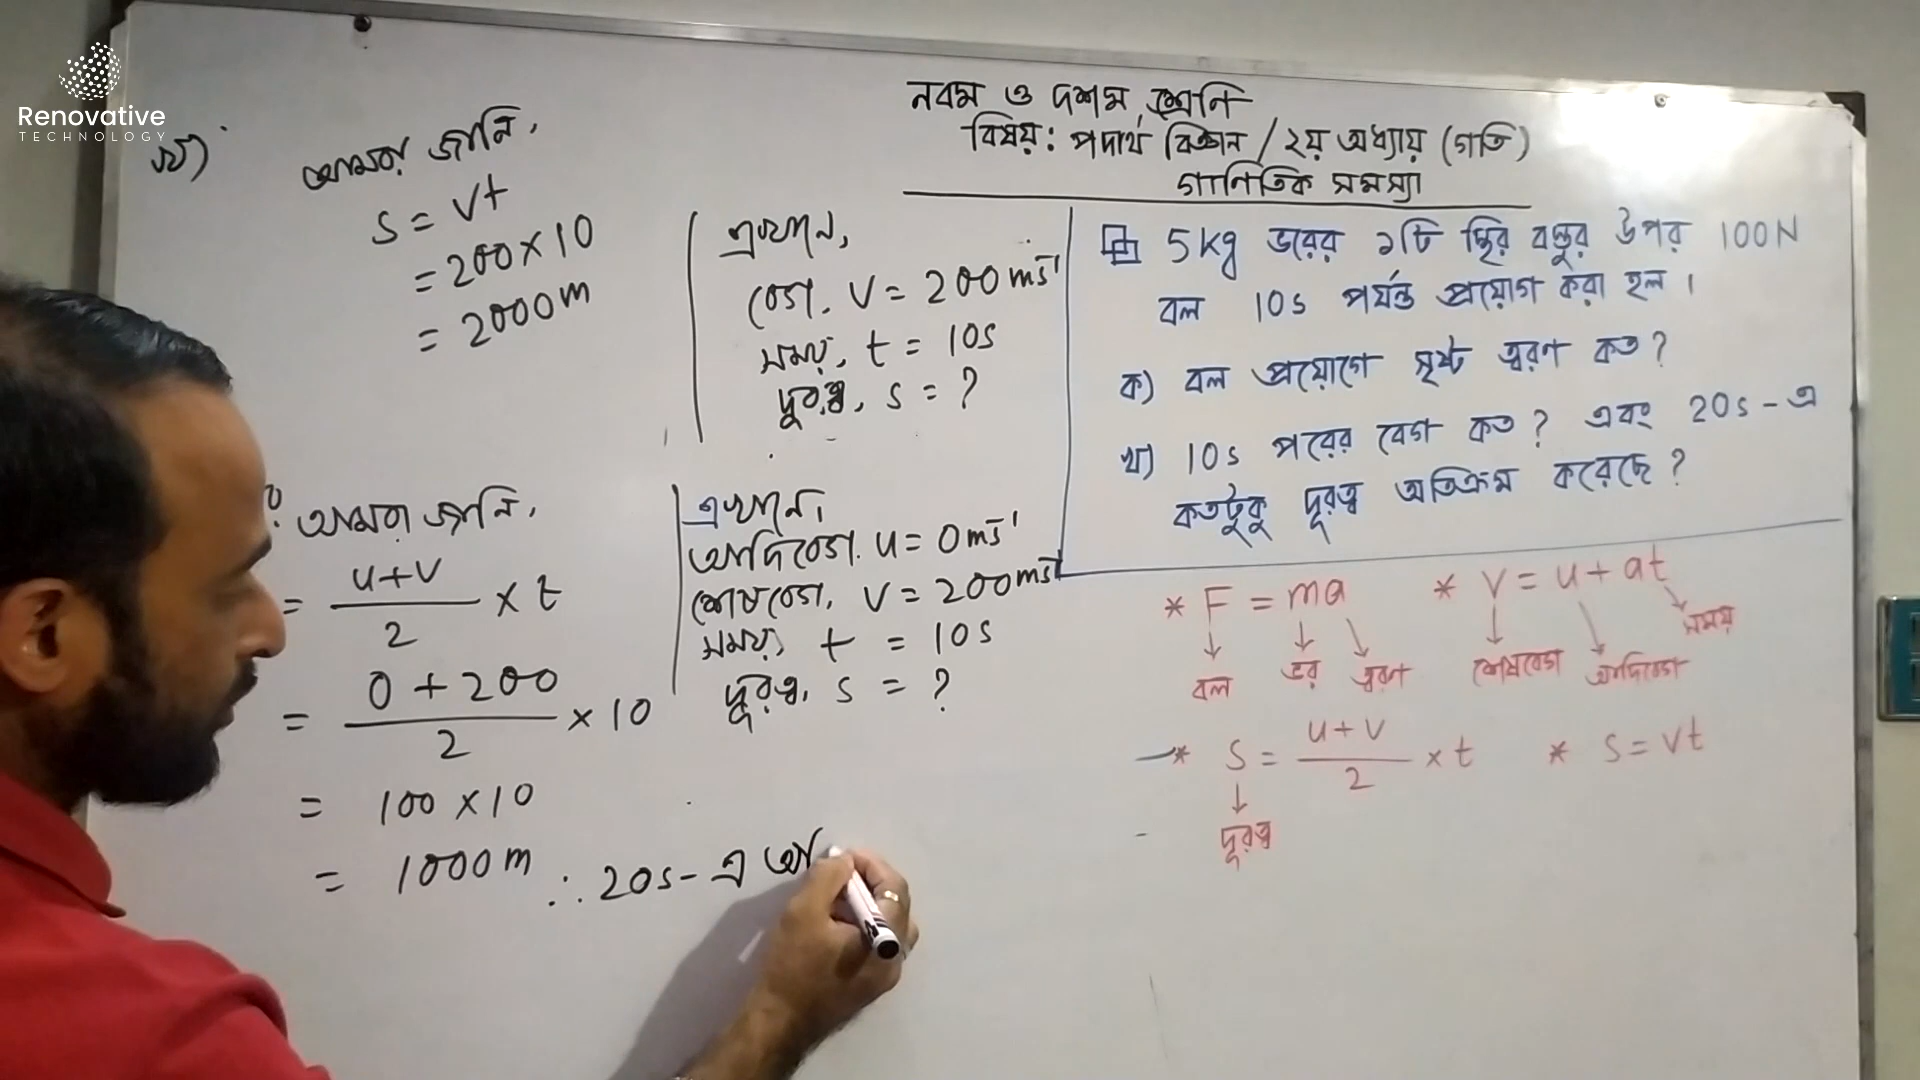 Renovative
TECHNOLOGY
নবম ও দশম শ্রেনি
বিষয়: পদার্থ বিজ্ঞান / ২য় অধ্যায় (গতি)
গানিতিক সমস্যা
5kg ভরের ১টি স্থির বস্তুর উপর 100N
বল 10s পর্যন্ত প্রয়োগ করা হল।
ক) বল প্রয়োগে সৃষ্ট ত্বরণ কত?
খ) 10s পরের বেগ কত? এবং 20s-এ
কতটুকু দূরত্ব অতিক্রম করেছে?
* F = ma
বল ভর ত্বরণ
* v = u + at
শেষবেগ আদিবেগ সময়
* s = (u+v)/2 × t
দূরত্ব
* s = vt
আমরা জানি,
s = vt
= 200×10
= 2000m
এখানে,
বেগ, v = 200ms⁻¹
সময়, t = 10s
দূরত্ব, s = ?
আমরা জানি,
= (u+v)/2 × t
= (0+200)/2 × 10
= 100×10
= 1000m
এখানে,
আদিবেগ, u = 0ms⁻¹
শেষবেগ, v = 200ms⁻¹
সময়, t = 10s
দূরত্ব, s = ?
∴ 20s-এ অ